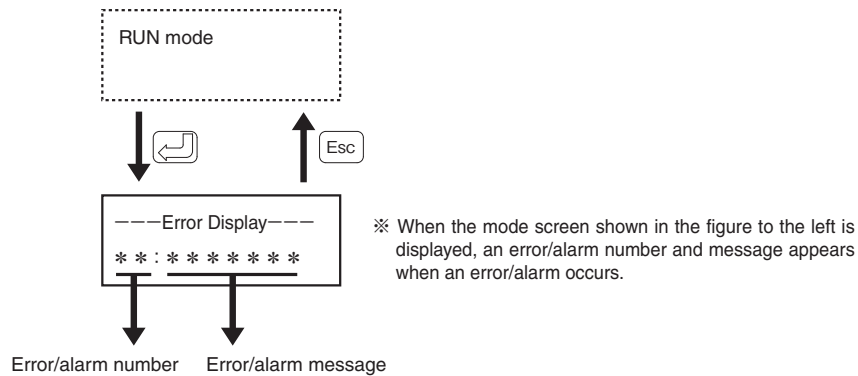 RUN mode
Esc
———Error Display———
※ When the mode screen shown in the figure to the left is
displayed, an error/alarm number and message appears
when an error/alarm occurs.
＊＊:＊＊＊＊＊＊＊
Error/alarm number Error/alarm message